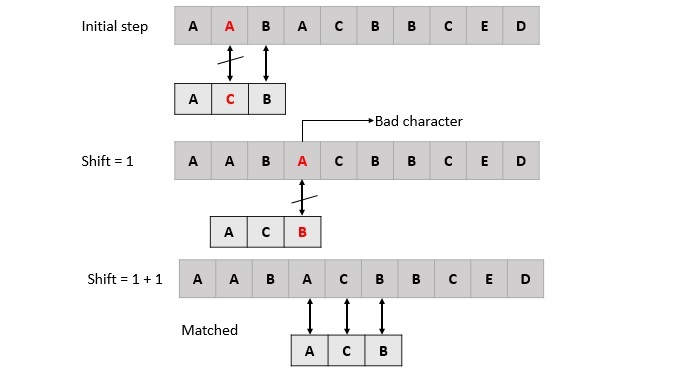 Initial step A A B A C B B C E D
A C B
Bad character
Shift = 1 A A B A C B B C E D
A C B
Shift = 1 + 1 A A B A C B B C E D
Matched
A C B